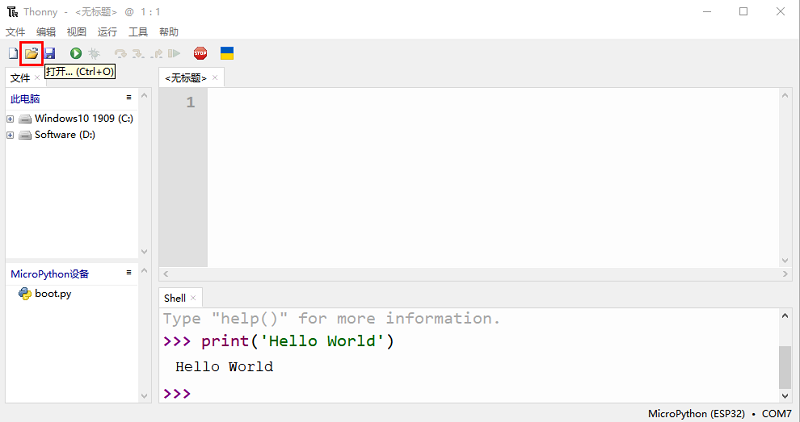 Thonny - <无标题> @ 1 : 1
文件 编辑 视图 运行 工具 帮助
STOP
打开... (Ctrl+O)
文件 ×
<无标题> ×
此电脑 ≡
Windows10 1909 (C:)
Software (D:)
1
MicroPython设备 ≡
boot.py
Shell ×
Type "help()" for more information.
>>> print('Hello World')
Hello World
>>>
MicroPython (ESP32) • COM7